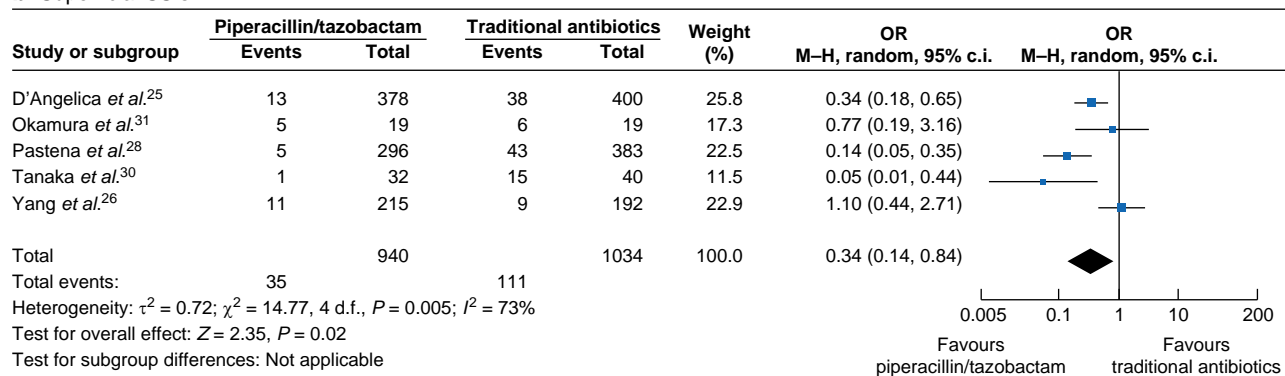 Piperacillin/tazobactam Traditional antibiotics Weight OR OR
Study or subgroup Events Total Events Total (%) M–H, random, 95% c.i. M–H, random, 95% c.i.
D'Angelica et al.25 13 378 38 400 25.8 0.34 (0.18, 0.65)
Okamura et al.31 5 19 6 19 17.3 0.77 (0.19, 3.16)
Pastena et al.28 5 296 43 383 22.5 0.14 (0.05, 0.35)
Tanaka et al.30 1 32 15 40 11.5 0.05 (0.01, 0.44)
Yang et al.26 11 215 9 192 22.9 1.10 (0.44, 2.71)
Total 940 1034 100.0 0.34 (0.14, 0.84)
Total events: 35 111
Heterogeneity: τ2 = 0.72; χ2 = 14.77, 4 d.f., P = 0.005; I2 = 73%
Test for overall effect: Z = 2.35, P = 0.02
Test for subgroup differences: Not applicable
0.005 0.1 1 10 200
Favours Favours
piperacillin/tazobactam traditional antibiotics